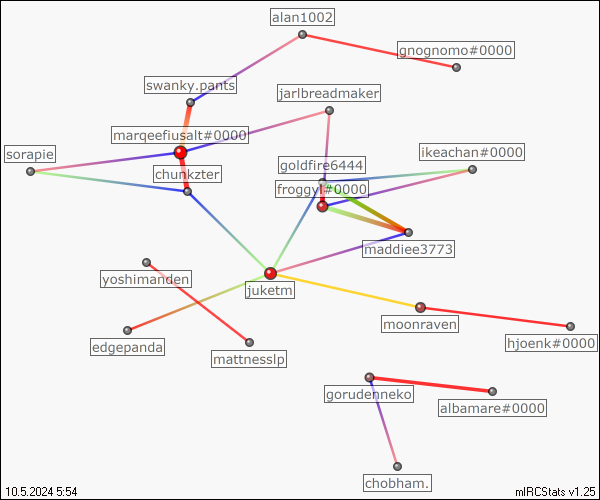 alan1002
gnognomo#0000
swanky.pants
jarlbreadmaker
marqeefiusalt#0000
sorapie
ikeachan#0000
goldfire6444
chunkzter
froggyl#0000
maddiee3773
yoshimanden
juketm
moonraven
hjoenk#0000
edgepanda
mattnesslp
gorudenneko
albamare#0000
chobham.
10.5.2024 5:54
mIRCStats v1.25